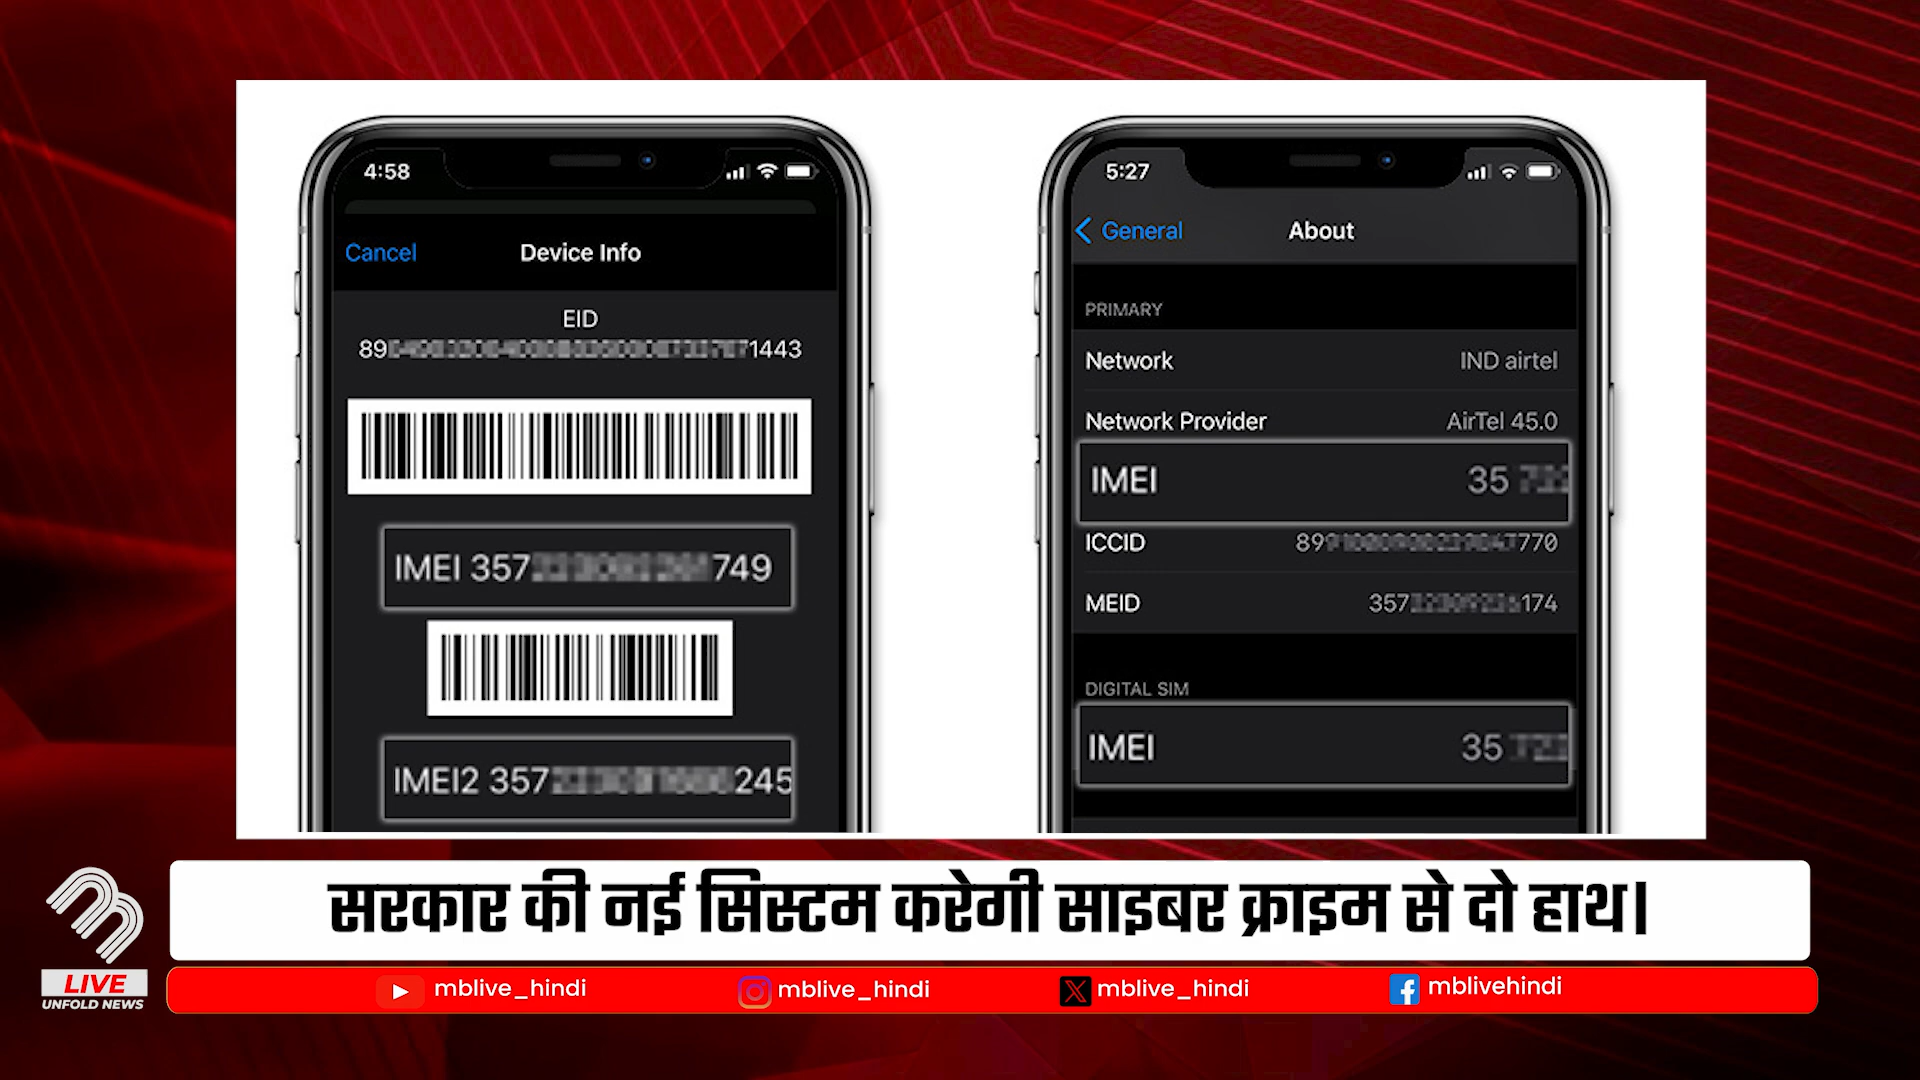 4:58
Cancel
Device Info
EID
89 1443
IMEI 357 749
IMEI2 357 245
5:27
General
About
PRIMARY
Network
IND airtel
Network Provider
AirTel 45.0
IMEI
35
ICCID
89 770
MEID
357 174
DIGITAL SIM
IMEI
35
सरकार की नई सिस्टम करेगी साइबर क्राइम से दो हाथ।
LIVE
UNFOLD NEWS
mblive_hindi
mblive_hindi
mblive_hindi
mblivehindi